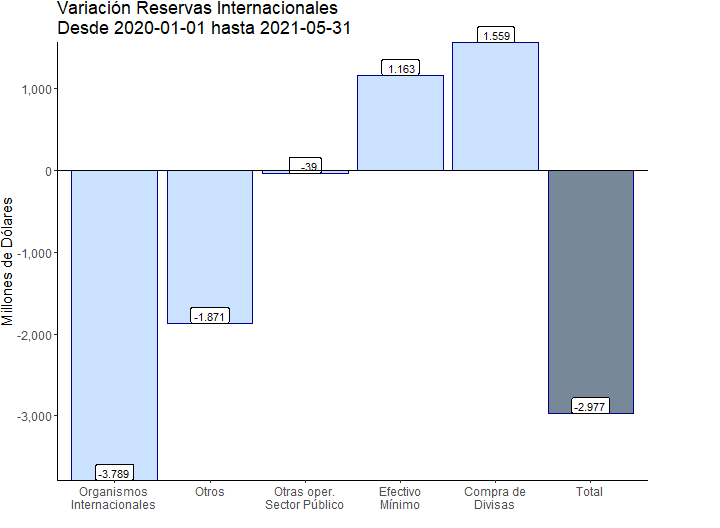 Variación Reservas Internacionales
Desde 2020-01-01 hasta 2021-05-31
Millones de Dólares
1,000
0
-1,000
-2,000
-3,000
-3.789
-1.871
-39
1.163
1.559
-2.977
Organismos
Internacionales
Otros
Otras oper.
Sector Público
Efectivo
Mínimo
Compra de
Divisas
Total